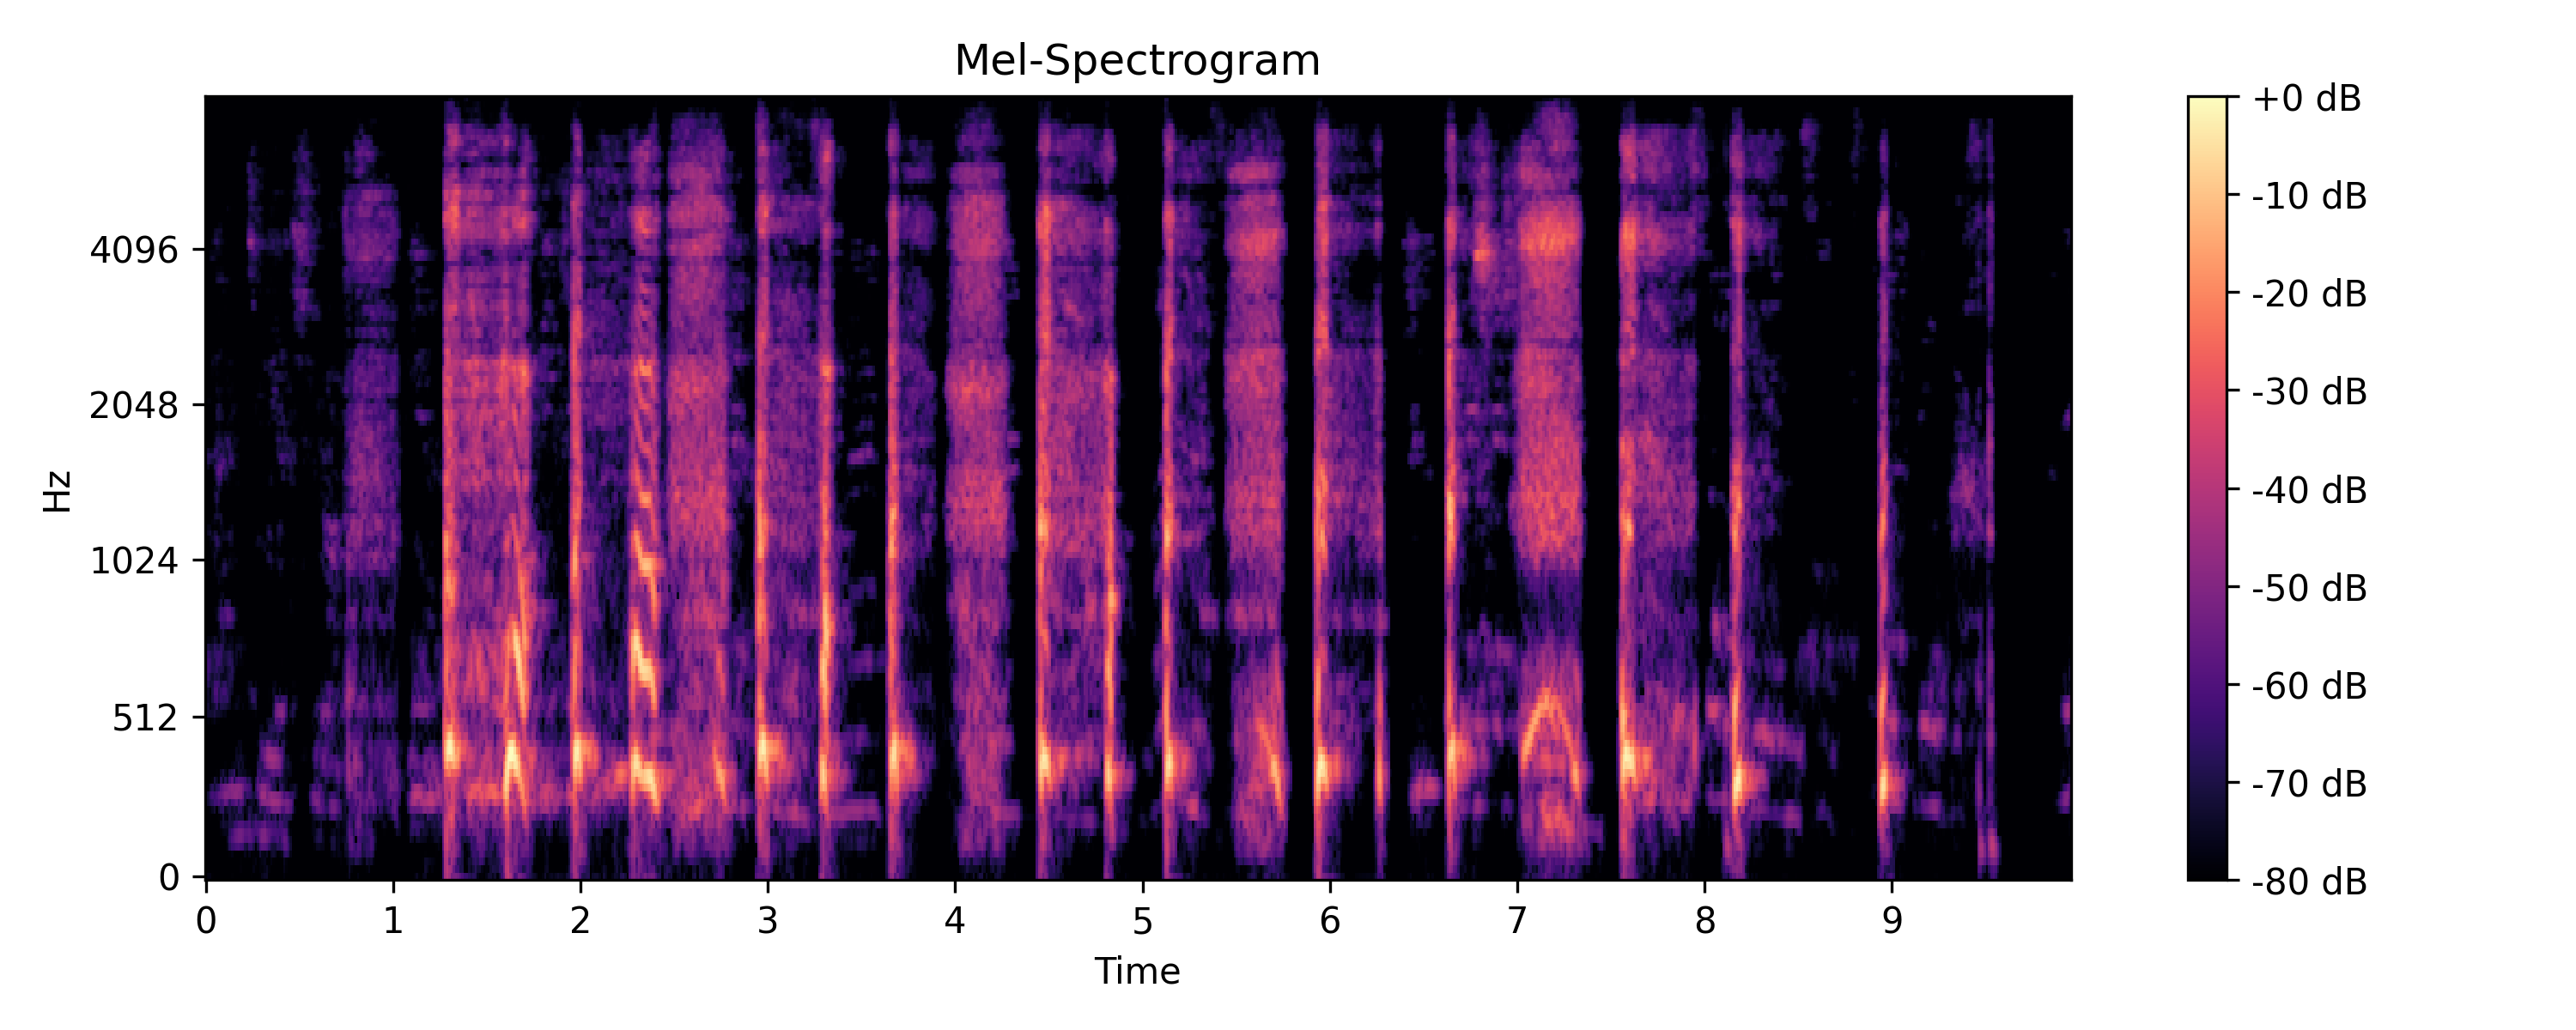 Mel-Spectrogram
+0 dB
-10 dB
-20 dB
-30 dB
-40 dB
-50 dB
-60 dB
-70 dB
-80 dB
4096
2048
1024
512
0
Hz
0 1 2 3 4 5 6 7 8 9
Time